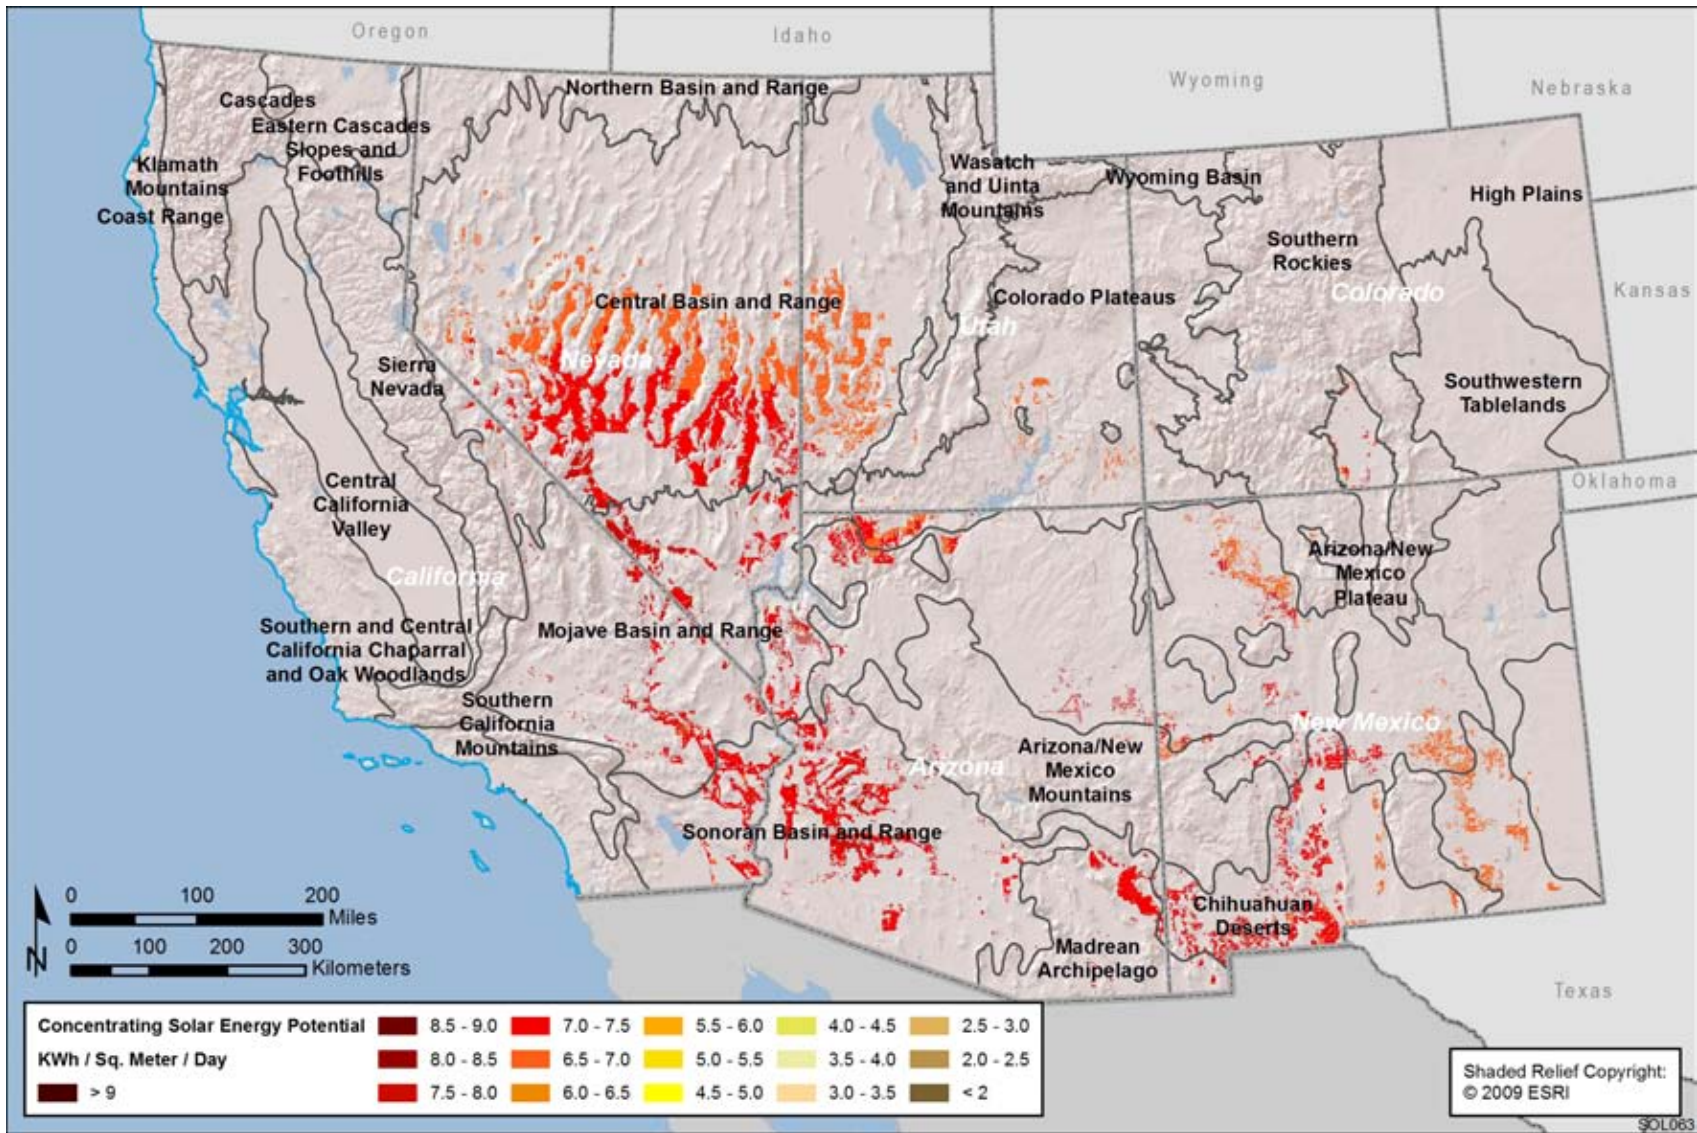 Oregon
Idaho
Wyoming
Nebraska
Northern Basin and Range
Cascades
Eastern Cascades
Slopes and
Foothills
Klamath
Mountains
Coast Range
Wasatch
and Uinta
Mountains
Wyoming Basin
High Plains
Southern
Rockies
Colorado
Kansas
Central Basin and Range
Colorado Plateaus
Utah
Nevada
Sierra
Nevada
Southwestern
Tablelands
Oklahoma
Central
California
Valley
California
Arizona/New
Mexico
Plateau
Southern and Central
California Chaparral
and Oak Woodlands
Mojave Basin and Range
Southern
California
Mountains
New Mexico
Arizona
Arizona/New
Mexico
Mountains
Sonoran Basin and Range
Chihuahuan
Deserts
Madrean
Archipelago
Texas
0 100 200
Miles
0 100 200 300
Kilometers
N
Concentrating Solar Energy Potential
KWh / Sq. Meter / Day
> 9
8.5 - 9.0
8.0 - 8.5
7.5 - 8.0
7.0 - 7.5
6.5 - 7.0
6.0 - 6.5
5.5 - 6.0
5.0 - 5.5
4.5 - 5.0
4.0 - 4.5
3.5 - 4.0
3.0 - 3.5
2.5 - 3.0
2.0 - 2.5
< 2
Shaded Relief Copyright:
© 2009 ESRI
SOL063